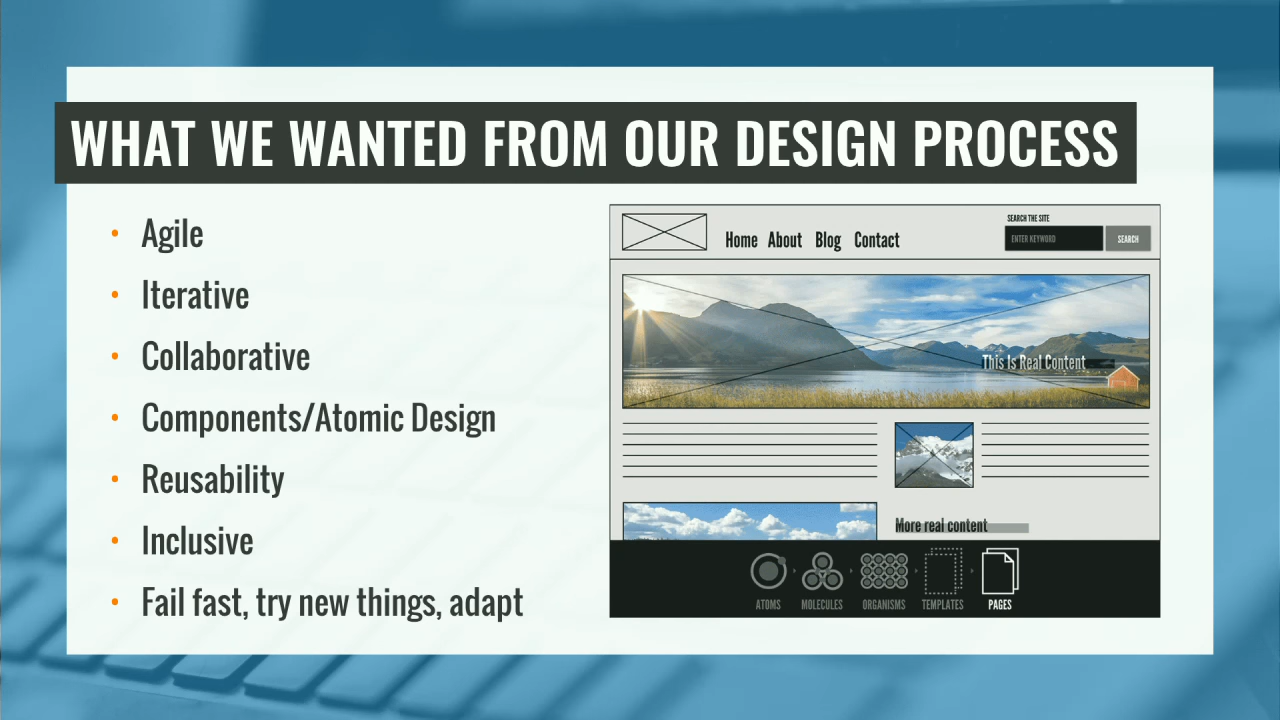 WHAT WE WANTED FROM OUR DESIGN PROCESS
• Agile
• Iterative
• Collaborative
• Components/Atomic Design
• Reusability
• Inclusive
• Fail fast, try new things, adapt
SEARCH THE SITE
Home About Blog Contact
ENTER KEYWORD SEARCH
This Is Real Content
More real content
ATOMS MOLECULES ORGANISMS TEMPLATES PAGES